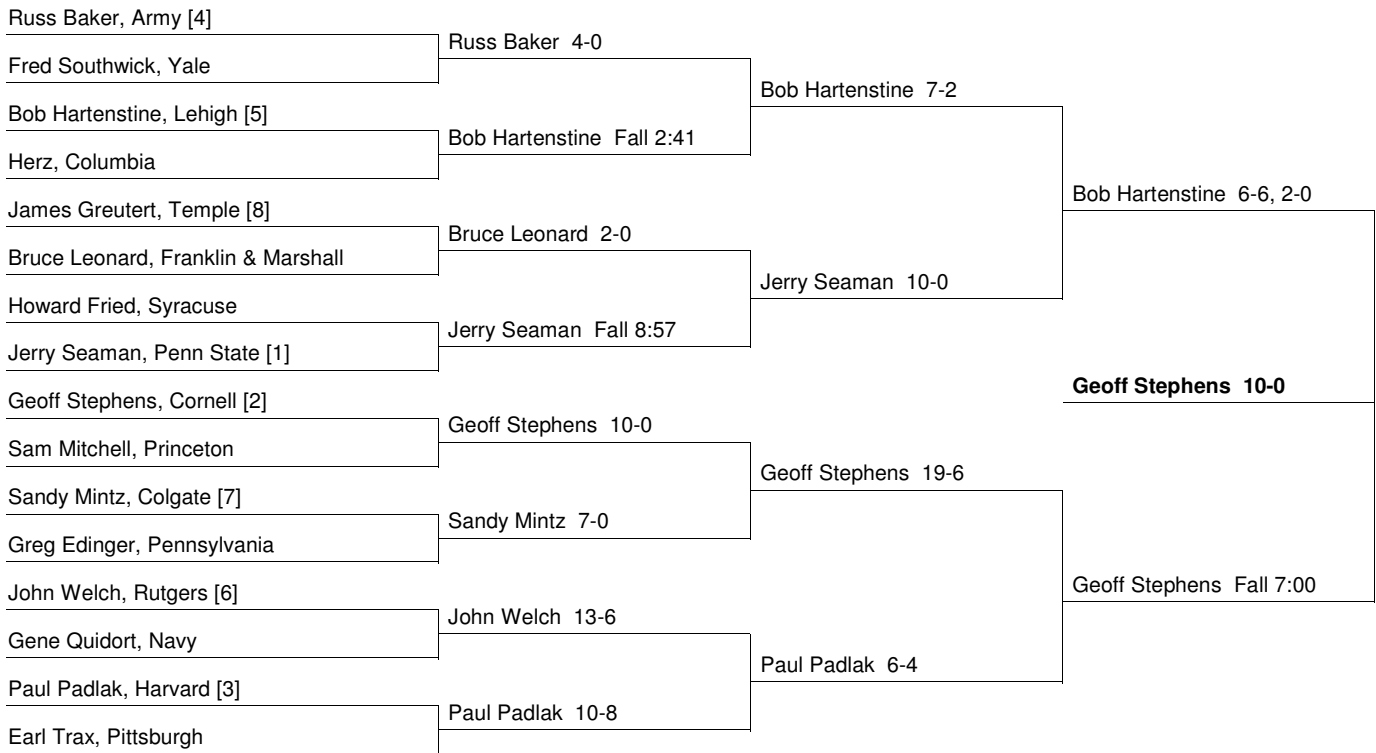 Russ Baker, Army [4]
Fred Southwick, Yale
Bob Hartenstine, Lehigh [5]
Herz, Columbia
James Greutert, Temple [8]
Bruce Leonard, Franklin & Marshall
Howard Fried, Syracuse
Jerry Seaman, Penn State [1]
Geoff Stephens, Cornell [2]
Sam Mitchell, Princeton
Sandy Mintz, Colgate [7]
Greg Edinger, Pennsylvania
John Welch, Rutgers [6]
Gene Quidort, Navy
Paul Padlak, Harvard [3]
Earl Trax, Pittsburgh
Russ Baker 4-0
Bob Hartenstine Fall 2:41
Bruce Leonard 2-0
Jerry Seaman Fall 8:57
Geoff Stephens 10-0
Sandy Mintz 7-0
John Welch 13-6
Paul Padlak 10-8
Bob Hartenstine 7-2
Jerry Seaman 10-0
Geoff Stephens 19-6
Paul Padlak 6-4
Bob Hartenstine 6-6, 2-0
Geoff Stephens 10-0
Geoff Stephens Fall 7:00